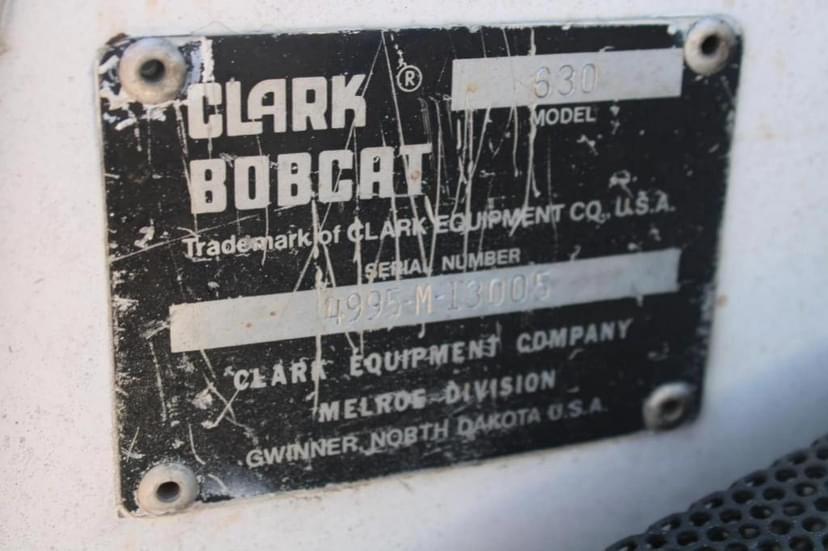 CLARK ®
630
MODEL
BOBCAT
Trademark of CLARK EQUIPMENT CO., U.S.A.
SERIAL NUMBER
4995-M-13005
CLARK EQUIPMENT COMPANY
MELROE DIVISION
GWINNER, NORTH DAKOTA U.S.A.